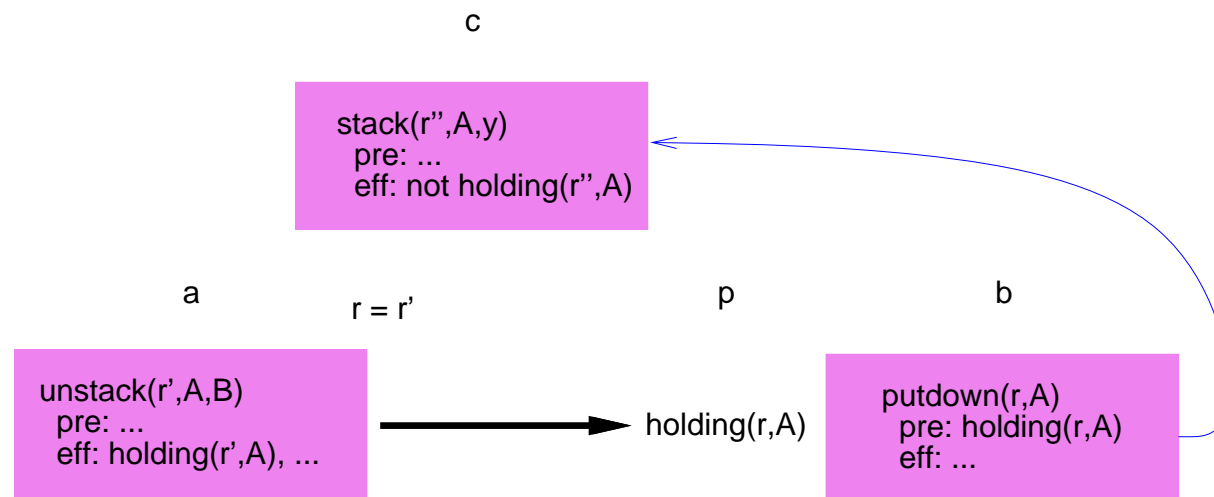 c
stack(r'',A,y)
pre: ...
eff: not holding(r'',A)
a
r = r'
p
b
unstack(r',A,B)
pre: ...
eff: holding(r',A), ...
holding(r,A)
putdown(r,A)
pre: holding(r,A)
eff: ...